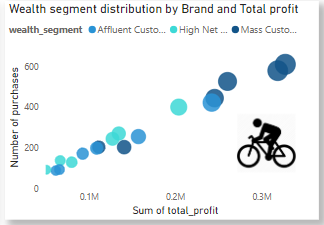 Wealth segment distribution by Brand and Total profit
wealth_segment Affluent Custo... High Net ... Mass Custo...
Number of purchases
600
400
200
0
0.1M 0.2M 0.3M
Sum of total_profit